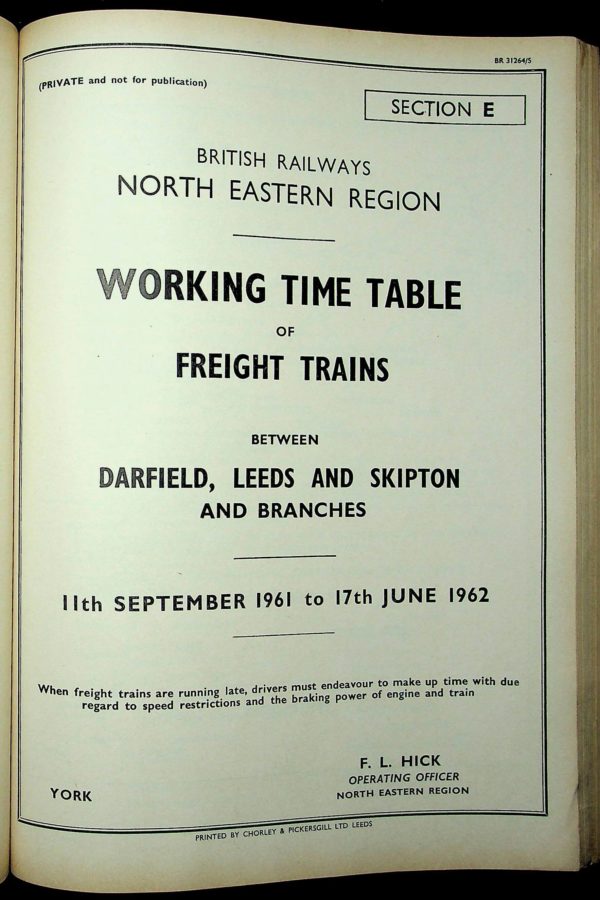 BR 31264/5
(PRIVATE and not for publication)
SECTION E
BRITISH RAILWAYS
NORTH EASTERN REGION
WORKING TIME TABLE
OF
FREIGHT TRAINS
BETWEEN
DARFIELD, LEEDS AND SKIPTON
AND BRANCHES
11th SEPTEMBER 1961 to 17th JUNE 1962
When freight trains are running late, drivers must endeavour to make up time with due
regard to speed restrictions and the braking power of engine and train
F. L. HICK
OPERATING OFFICER
NORTH EASTERN REGION
YORK
PRINTED BY CHORLEY & PICKERSGILL LTD LEEDS